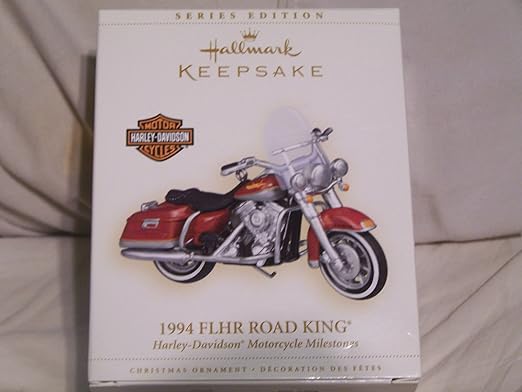 SERIES EDITION
Hallmark
KEEPSAKE
MOTOR
HARLEY-DAVIDSON
CYCLES
1994 FLHR ROAD KING®
Harley-Davidson® Motorcycle Milestones
CHRISTMAS ORNAMENT • DÉCORATION DES FÊTES